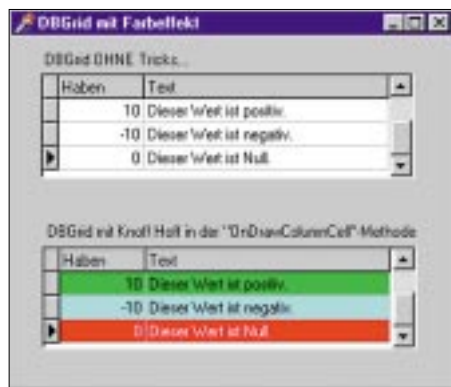 DBGrid mit Farbeffekt
DBGrid OHNE Tricks...
Haben Text
10 Dieser Wert ist positiv.
-10 Dieser Wert ist negativ.
0 Dieser Wert ist Null.
DBGrid mit Knoff Hoff in der "OnDrawColumnCell"-Methode
Haben Text
10 Dieser Wert ist positiv.
-10 Dieser Wert ist negativ.
0 Dieser Wert ist Null.